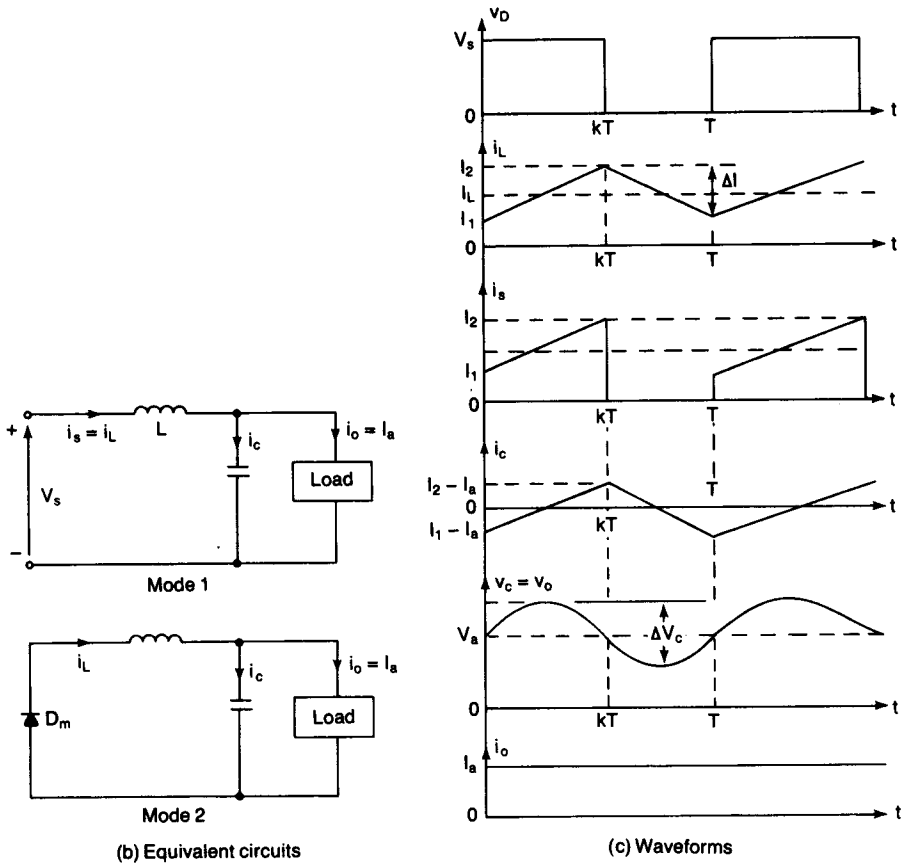 +
i_s = i_L
L
i_c
i_o = I_a
Load
V_s
−
Mode 1
i_L
i_c
i_o = I_a
D_m
Load
Mode 2
(b) Equivalent circuits
v_D
V_s
0
kT
T
t
i_L
I_2
I_L
I_1
ΔI
0
kT
T
t
i_s
I_2
I_1
0
kT
T
t
i_c
I_2 − I_a
0
I_1 − I_a
kT
T
t
v_c = v_o
V_a
ΔV_c
0
kT
T
t
i_o
I_a
0
t
(c) Waveforms